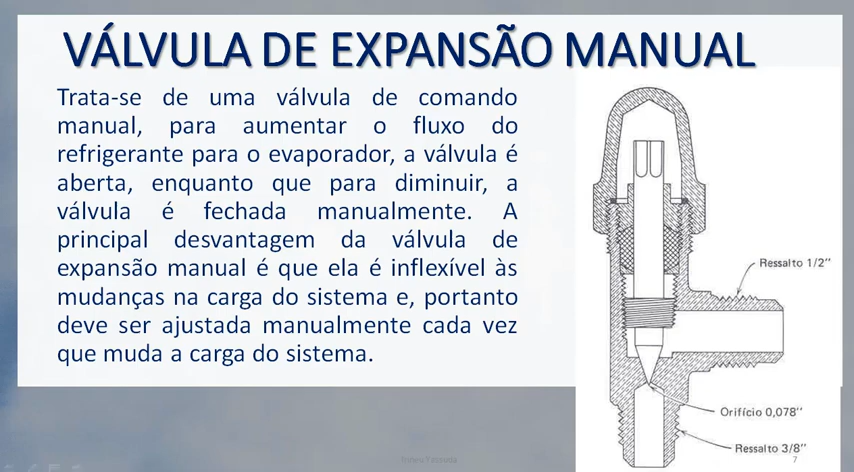 VÁLVULA DE EXPANSÃO MANUAL
Trata-se de uma válvula de comando
manual, para aumentar o fluxo do
refrigerante para o evaporador, a válvula é
aberta, enquanto que para diminuir, a
válvula é fechada manualmente. A
principal desvantagem da válvula de
expansão manual é que ela é inflexível às
mudanças na carga do sistema e, portanto
deve ser ajustada manualmente cada vez
que muda a carga do sistema.
Ressalto 1/2"
Orifício 0,078"
Ressalto 3/8"
7